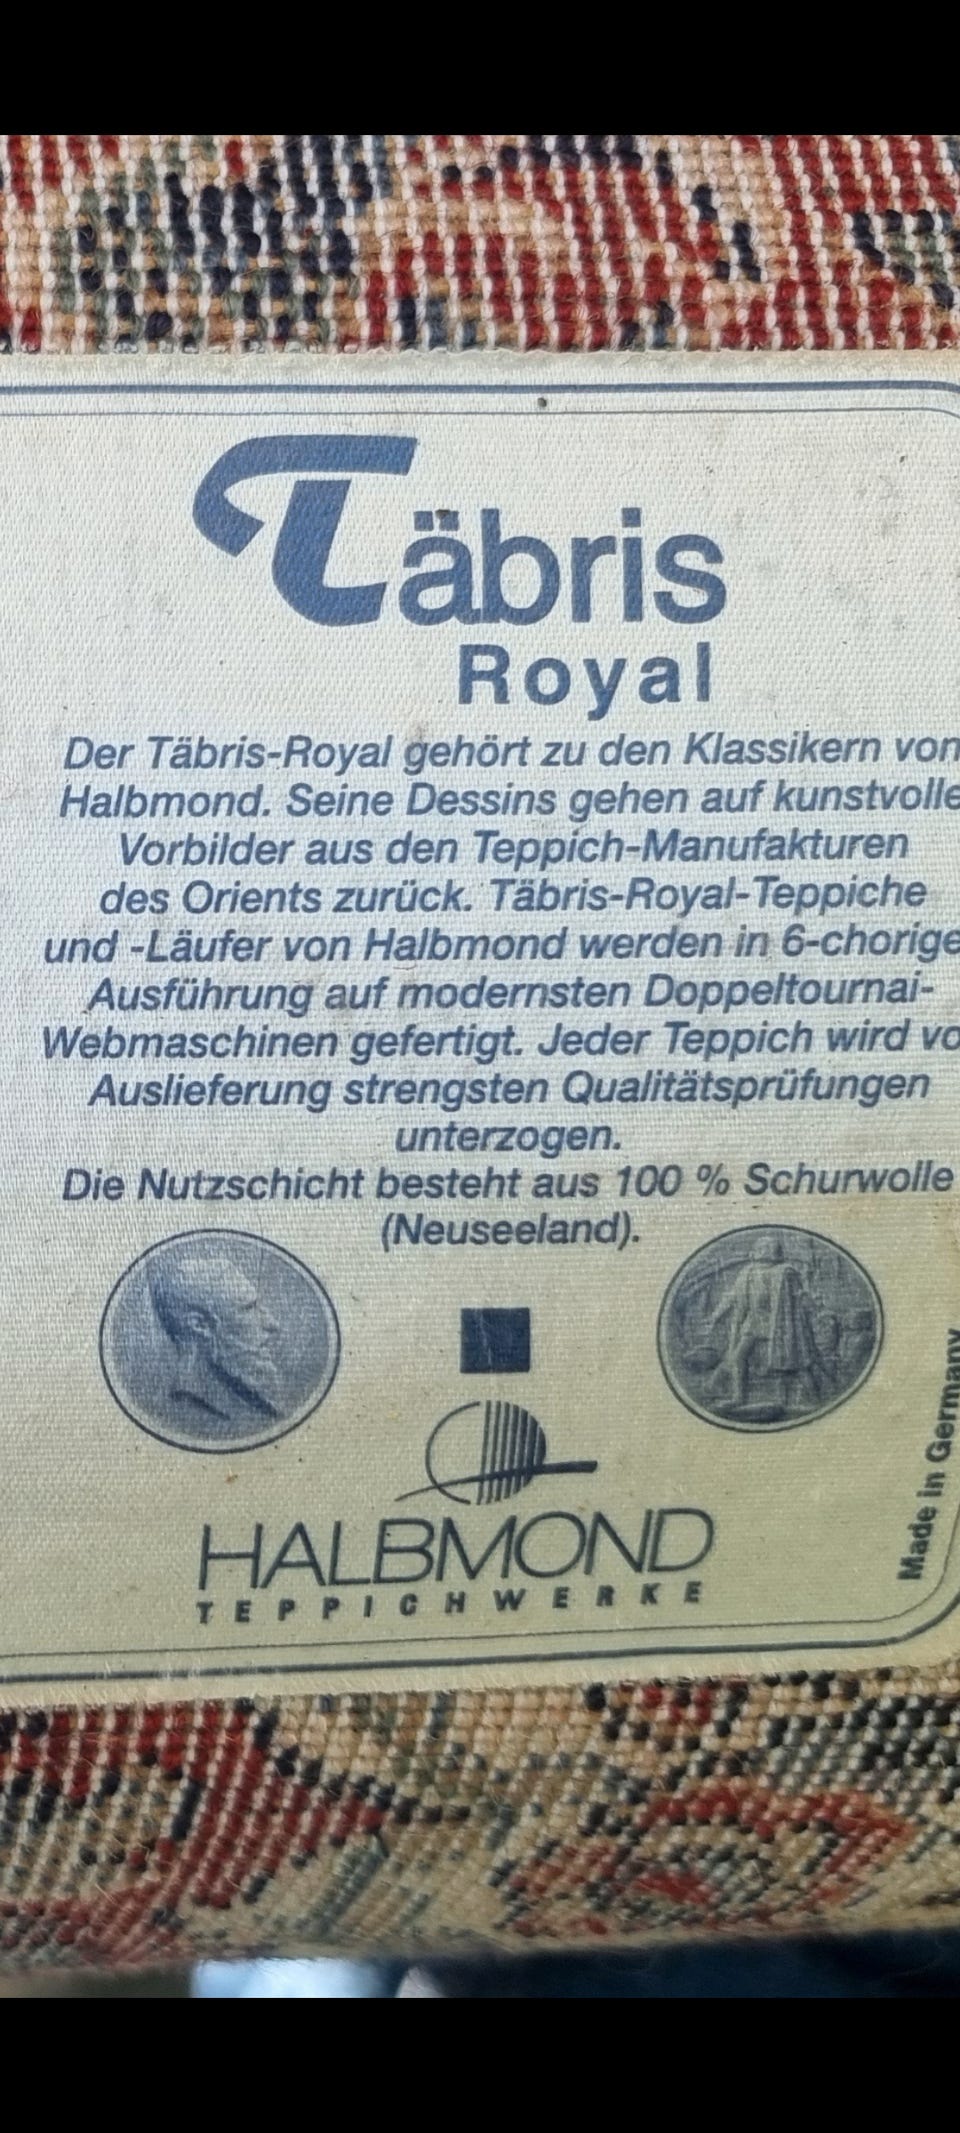 Täbris
Royal
Der Täbris-Royal gehört zu den Klassikern von
Halbmond. Seine Dessins gehen auf kunstvolle
Vorbilder aus den Teppich-Manufakturen
des Orients zurück. Täbris-Royal-Teppiche
und -Läufer von Halbmond werden in 6-chorige
Ausführung auf modernsten Doppeltournai-
Webmaschinen gefertigt. Jeder Teppich wird vo
Auslieferung strengsten Qualitätsprüfungen
unterzogen.
Die Nutzschicht besteht aus 100 % Schurwolle
(Neuseeland).
HALBMOND
TEPPICHWERKE
Made in Germany